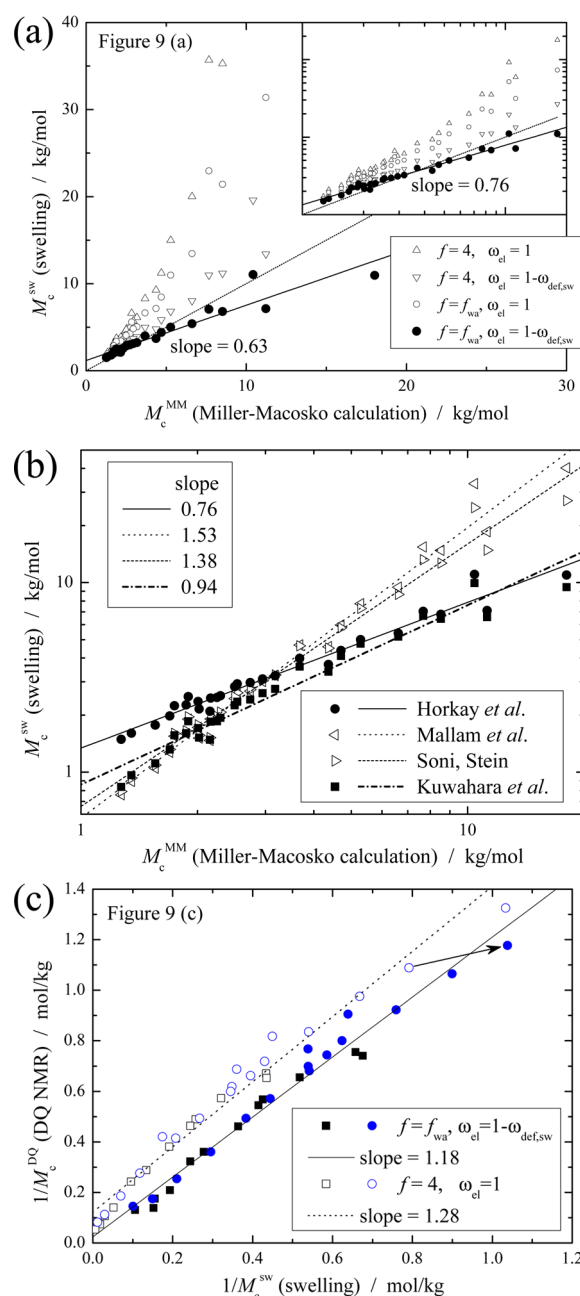 (a)
Figure 9 (a)
40
30
20
10
0
0
10
20
30
M_c^sw (swelling) / kg/mol
M_c^MM (Miller-Macosko calculation) / kg/mol
slope = 0.63
slope = 0.76
f = 4, ω_el = 1
f = 4, ω_el = 1-ω_def,sw
f = f_wa, ω_el = 1
f = f_wa, ω_el = 1-ω_def,sw
(b)
slope
0.76
1.53
1.38
0.94
10
1
1
10
M_c^sw (swelling) / kg/mol
M_c^MM (Miller-Macosko calculation) / kg/mol
Horkay et al.
Mallam et al.
Soni, Stein
Kuwahara et al.
(c)
Figure 9 (c)
1.4
1.2
1.0
0.8
0.6
0.4
0.2
0.0
0.0
0.2
0.4
0.6
0.8
1.0
1.2
1/M_c^DQ (DQ NMR) / mol/kg
1/M_c^sw (swelling) / mol/kg
f = f_wa, ω_el=1-ω_def,sw
slope = 1.18
f = 4, ω_el=1
slope = 1.28